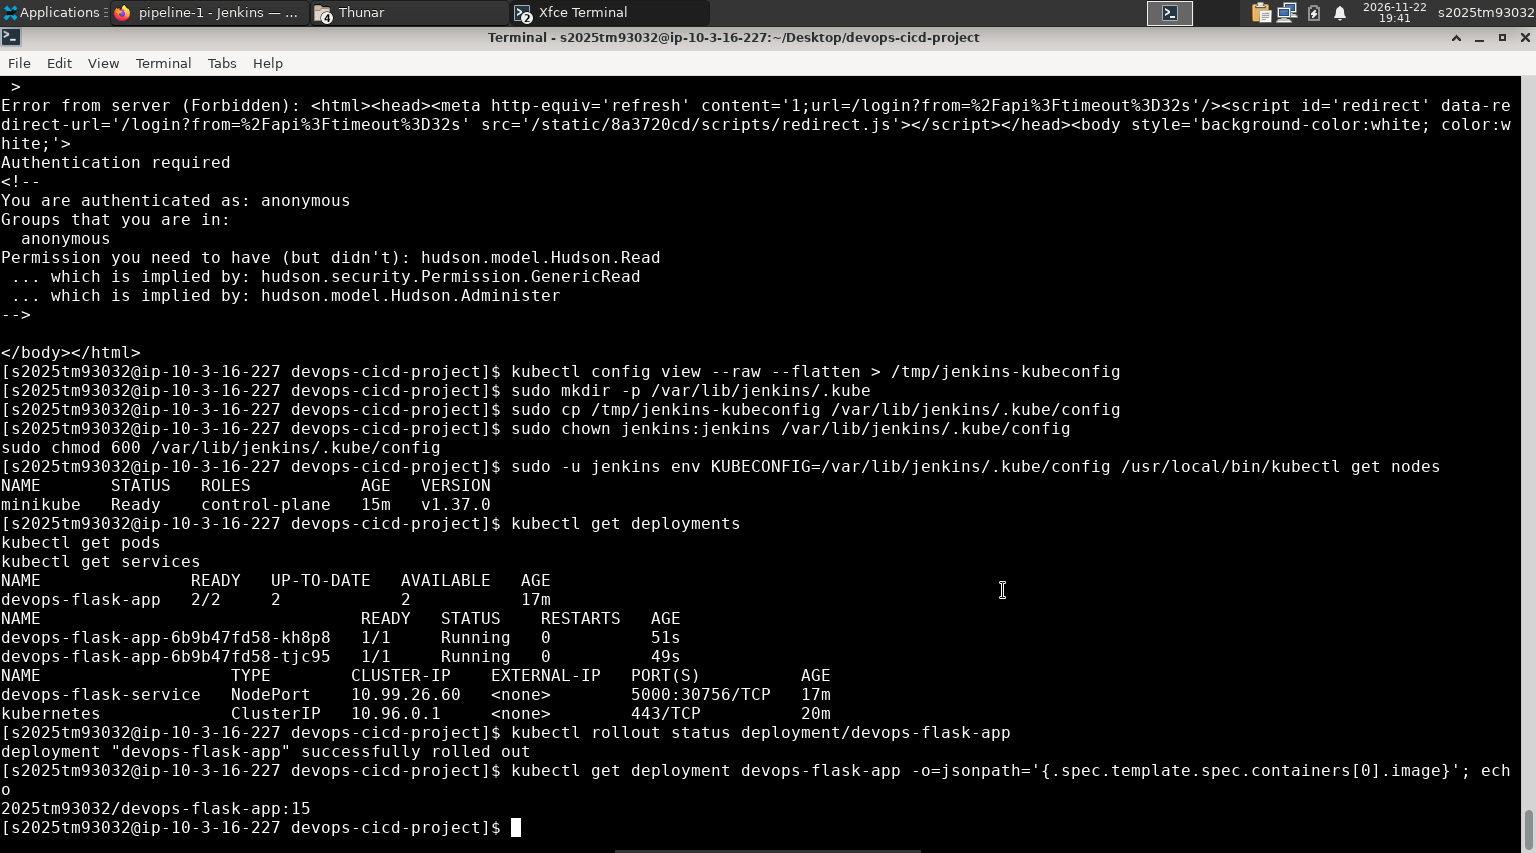 Applications
pipeline-1 - Jenkins — ...
4 Thunar
2 Xfce Terminal
2026-11-22
19:41
s2025tm93032
Terminal - s2025tm93032@ip-10-3-16-227:~/Desktop/devops-cicd-project
File Edit View Terminal Tabs Help
>
Error from server (Forbidden): <html><head><meta http-equiv='refresh' content='1;url=/login?from=%2Fapi%3Ftimeout%3D32s'/><script id='redirect' data-re
direct-url='/login?from=%2Fapi%3Ftimeout%3D32s' src='/static/8a3720cd/scripts/redirect.js'></script></head><body style='background-color:white; color:w
hite;'>
Authentication required
<!--
You are authenticated as: anonymous
Groups that you are in:
  anonymous
Permission you need to have (but didn't): hudson.model.Hudson.Read
 ... which is implied by: hudson.security.Permission.GenericRead
 ... which is implied by: hudson.model.Hudson.Administer
-->
</body></html>
[s2025tm93032@ip-10-3-16-227 devops-cicd-project]$ kubectl config view --raw --flatten > /tmp/jenkins-kubeconfig
[s2025tm93032@ip-10-3-16-227 devops-cicd-project]$ sudo mkdir -p /var/lib/jenkins/.kube
[s2025tm93032@ip-10-3-16-227 devops-cicd-project]$ sudo cp /tmp/jenkins-kubeconfig /var/lib/jenkins/.kube/config
[s2025tm93032@ip-10-3-16-227 devops-cicd-project]$ sudo chown jenkins:jenkins /var/lib/jenkins/.kube/config
sudo chmod 600 /var/lib/jenkins/.kube/config
[s2025tm93032@ip-10-3-16-227 devops-cicd-project]$ sudo -u jenkins env KUBECONFIG=/var/lib/jenkins/.kube/config /usr/local/bin/kubectl get nodes
NAME       STATUS   ROLES           AGE   VERSION
minikube   Ready    control-plane   15m   v1.37.0
[s2025tm93032@ip-10-3-16-227 devops-cicd-project]$ kubectl get deployments
kubectl get pods
kubectl get services
NAME               READY   UP-TO-DATE   AVAILABLE   AGE
devops-flask-app   2/2     2            2           17m
NAME                                READY   STATUS    RESTARTS   AGE
devops-flask-app-6b9b47fd58-kh8p8   1/1     Running   0          51s
devops-flask-app-6b9b47fd58-tjc95   1/1     Running   0          49s
NAME                   TYPE        CLUSTER-IP    EXTERNAL-IP   PORT(S)          AGE
devops-flask-service   NodePort    10.99.26.60   <none>        5000:30756/TCP   17m
kubernetes             ClusterIP   10.96.0.1     <none>        443/TCP          20m
[s2025tm93032@ip-10-3-16-227 devops-cicd-project]$ kubectl rollout status deployment/devops-flask-app
deployment "devops-flask-app" successfully rolled out
[s2025tm93032@ip-10-3-16-227 devops-cicd-project]$ kubectl get deployment devops-flask-app -o=jsonpath='{.spec.template.spec.containers[0].image}'; ech
o
2025tm93032/devops-flask-app:15
[s2025tm93032@ip-10-3-16-227 devops-cicd-project]$